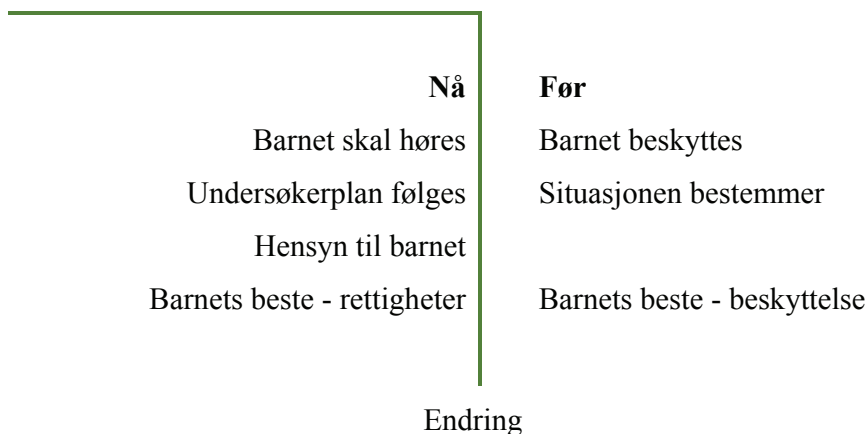 Nå Før
Barnet skal høres Barnet beskyttes
Undersøkerplan følges Situasjonen bestemmer
Hensyn til barnet
Barnets beste - rettigheter Barnets beste - beskyttelse
Endring